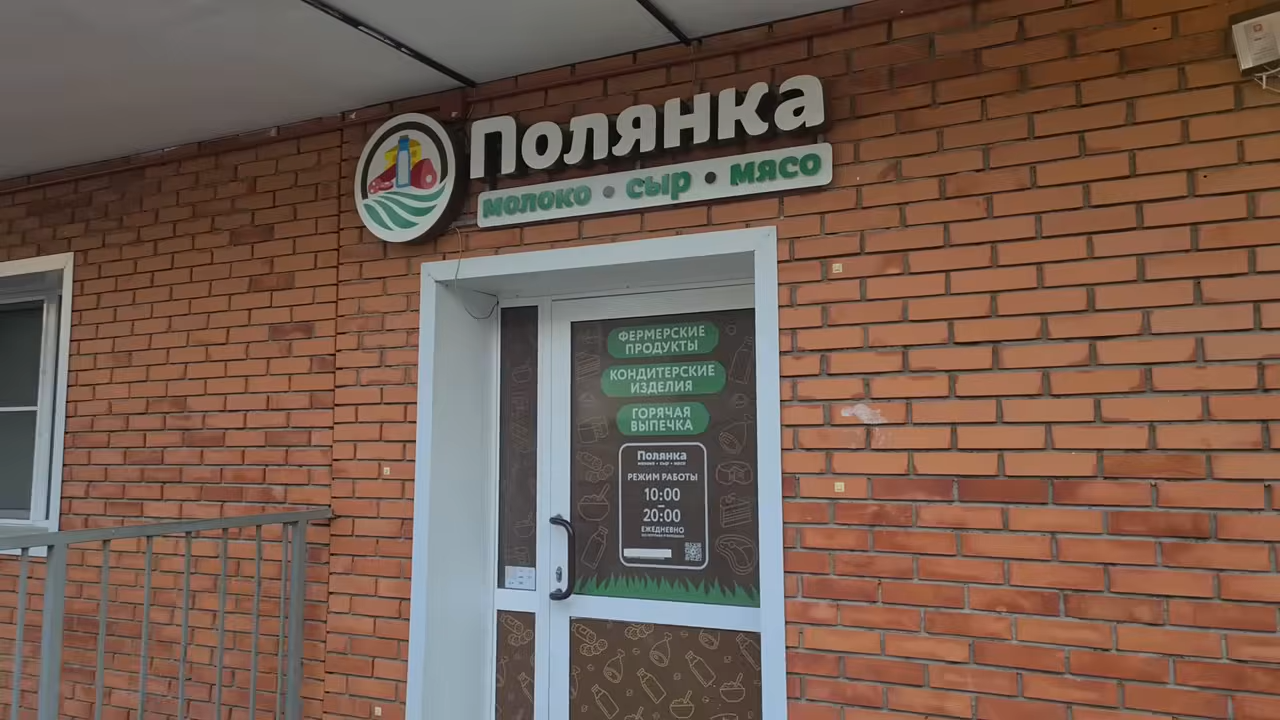 Полянка
молоко • сыр • мясо
ФЕРМЕРСКИЕ
ПРОДУКТЫ
КОНДИТЕРСКИЕ
ИЗДЕЛИЯ
ГОРЯЧАЯ
ВЫПЕЧКА
Полянка
молоко • сыр • мясо
РЕЖИМ РАБОТЫ
10:00
–
20:00
ЕЖЕДНЕВНО